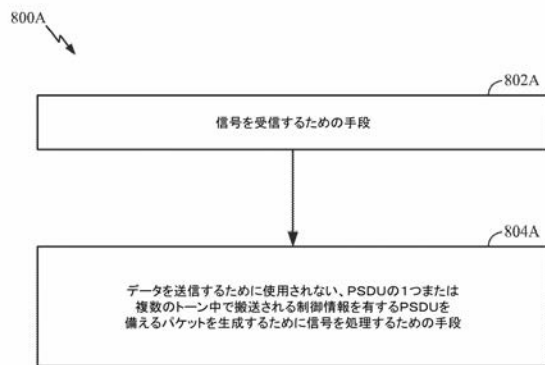 800A
802A
信号を受信するための手段
804A
データを送信するために使用されない、PSDUの1つまたは
複数のトーン中で搬送される制御情報を有するPSDUを
備えるパケットを生成するために信号を処理するための手段